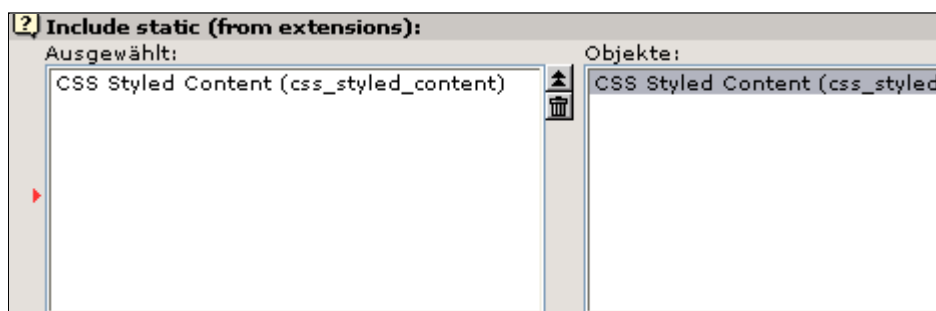 ? Include static (from extensions):
Ausgewählt:
Objekte:
CSS Styled Content (css_styled_content)
CSS Styled Content (css_styled